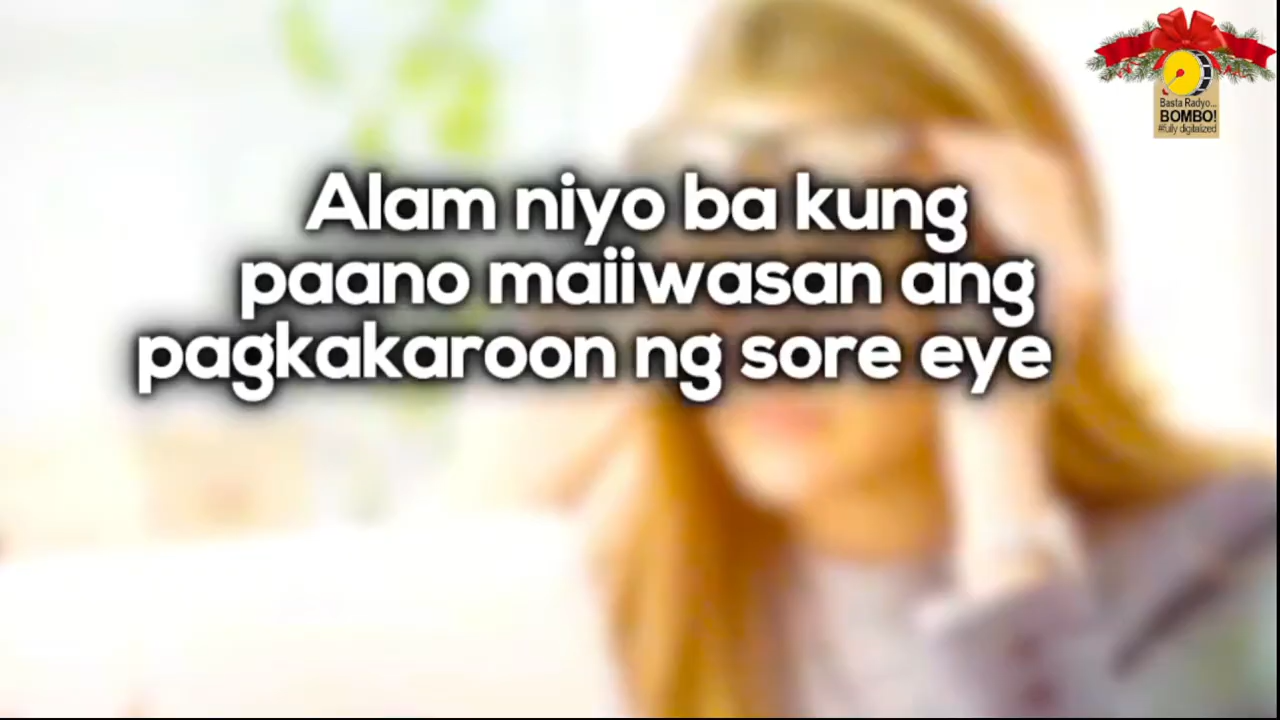 Basta Radyo...
BOMBO!
#fully digitalized
Alam niyo ba kung
paano maiiwasan ang
pagkakaroon ng sore eye